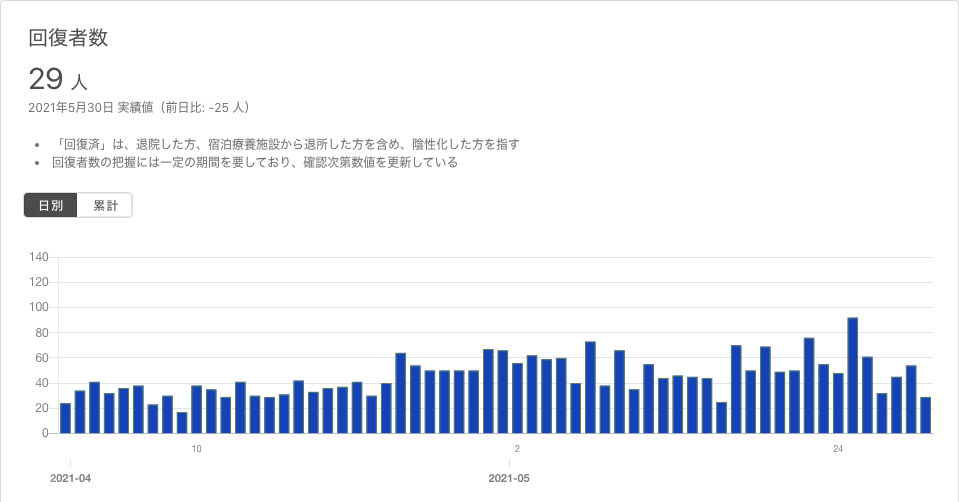 回復者数
29 人
2021年5月30日 実績値（前日比: -25 人）
「回復済」は、退院した方、宿泊療養施設から退所した方を含め、陰性化した方を指す
回復者数の把握には一定の期間を要しており、確認次第数値を更新している
日別 累計
140
120
100
80
60
40
20
0
10 2 24
2021-04 2021-05